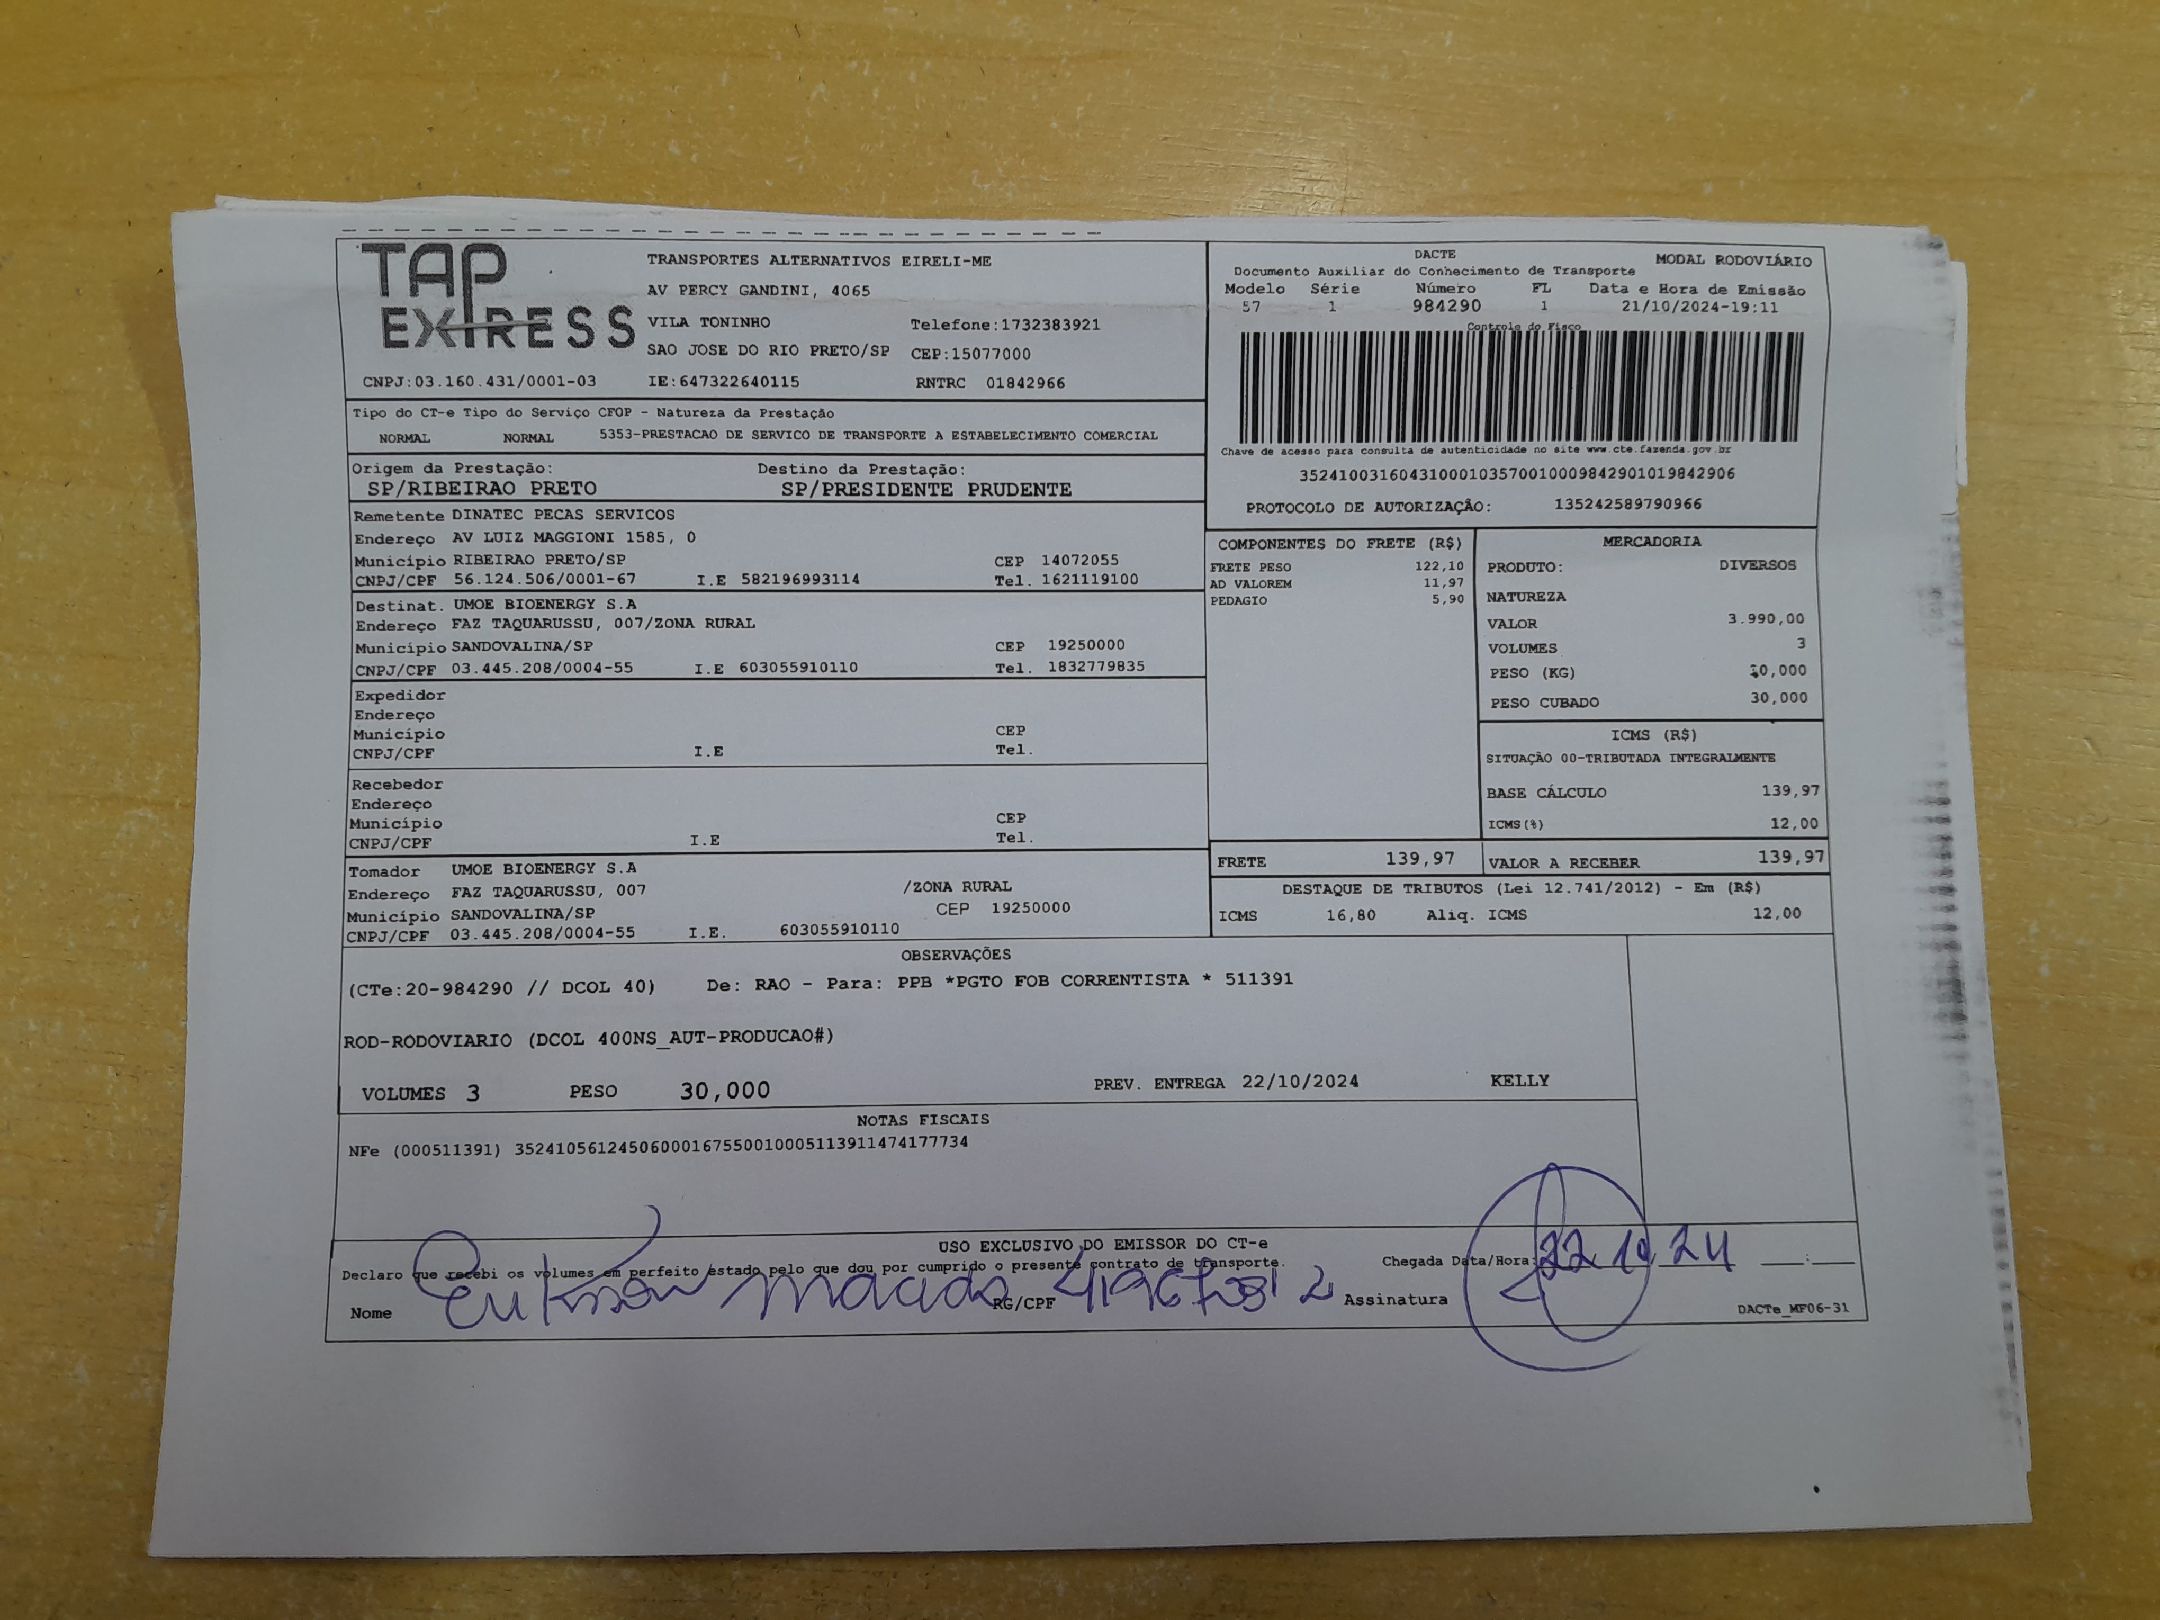 TAP EXPRESS
TRANSPORTES ALTERNATIVOS EIRELI-ME
AV PERCY GANDINI, 4065
VILA TONINHO Telefone:1732383921
SAO JOSE DO RIO PRETO/SP CEP:15077000
CNPJ:03.160.431/0001-03 IE:647322640115 RNTRC 01842966
DACTE MODAL RODOVIÁRIO
Documento Auxiliar do Conhecimento de Transporte
Modelo Série Número FL Data e Hora de Emissão
57 1 984290 1 21/10/2024-19:11
Controle do Fisco
Chave de acesso para consulta de autenticidade no site www.cte.fazenda.gov.br
35241003160431000103570010009842901019842906
PROTOCOLO DE AUTORIZAÇÃO: 135242589790966
Tipo do CT-e Tipo do Serviço CFOP - Natureza da Prestação
NORMAL NORMAL 5353-PRESTACAO DE SERVICO DE TRANSPORTE A ESTABELECIMENTO COMERCIAL
Origem da Prestação: Destino da Prestação:
SP/RIBEIRAO PRETO SP/PRESIDENTE PRUDENTE
Remetente DINATEC PECAS SERVICOS
Endereço AV LUIZ MAGGIONI 1585, 0
Município RIBEIRAO PRETO/SP CEP 14072055
CNPJ/CPF 56.124.506/0001-67 I.E 582196993114 Tel. 1621119100
Destinat. UMOE BIOENERGY S.A
Endereço FAZ TAQUARUSSU, 007/ZONA RURAL
Município SANDOVALINA/SP CEP 19250000
CNPJ/CPF 03.445.208/0004-55 I.E 603055910110 Tel. 1832779835
Expedidor
Endereço
Município CEP
CNPJ/CPF I.E Tel.
Recebedor
Endereço
Município CEP
CNPJ/CPF I.E Tel.
Tomador UMOE BIOENERGY S.A
Endereço FAZ TAQUARUSSU, 007 /ZONA RURAL
Município SANDOVALINA/SP CEP 19250000
CNPJ/CPF 03.445.208/0004-55 I.E. 603055910110
COMPONENTES DO FRETE (R$)
FRETE PESO 122,10
AD VALOREM 11,97
PEDAGIO 5,90
MERCADORIA
PRODUTO: DIVERSOS
NATUREZA
VALOR 3.990,00
VOLUMES 3
PESO (KG)
PESO CUBADO 30,000
ICMS (R$)
SITUAÇÃO 00-TRIBUTADA INTEGRALMENTE
BASE CÁLCULO 139,97
ICMS(%) 12,00
FRETE 139,97 VALOR A RECEBER 139,97
DESTAQUE DE TRIBUTOS (Lei 12.741/2012) - Em (R$)
ICMS 16,80 Aliq. ICMS 12,00
OBSERVAÇÕES
(CTe:20-984290 // DCOL 40) De: RAO - Para: PPB *PGTO FOB CORRENTISTA * 511391
ROD-RODOVIARIO (DCOL 400NS_AUT-PRODUCAO#)
VOLUMES 3 PESO 30,000 PREV. ENTREGA 22/10/2024 KELLY
NOTAS FISCAIS
NFe (000511391) 35241056124506000167550010005113911474177734
USO EXCLUSIVO DO EMISSOR DO CT-e
Declaro que recebi os volumes em perfeito estado pelo que dou por cumprido o presente contrato de transporte.
Chegada Data/Hora: 22 10 24 __:__
Nome RG/CPF Assinatura
DACTe_MF06-31